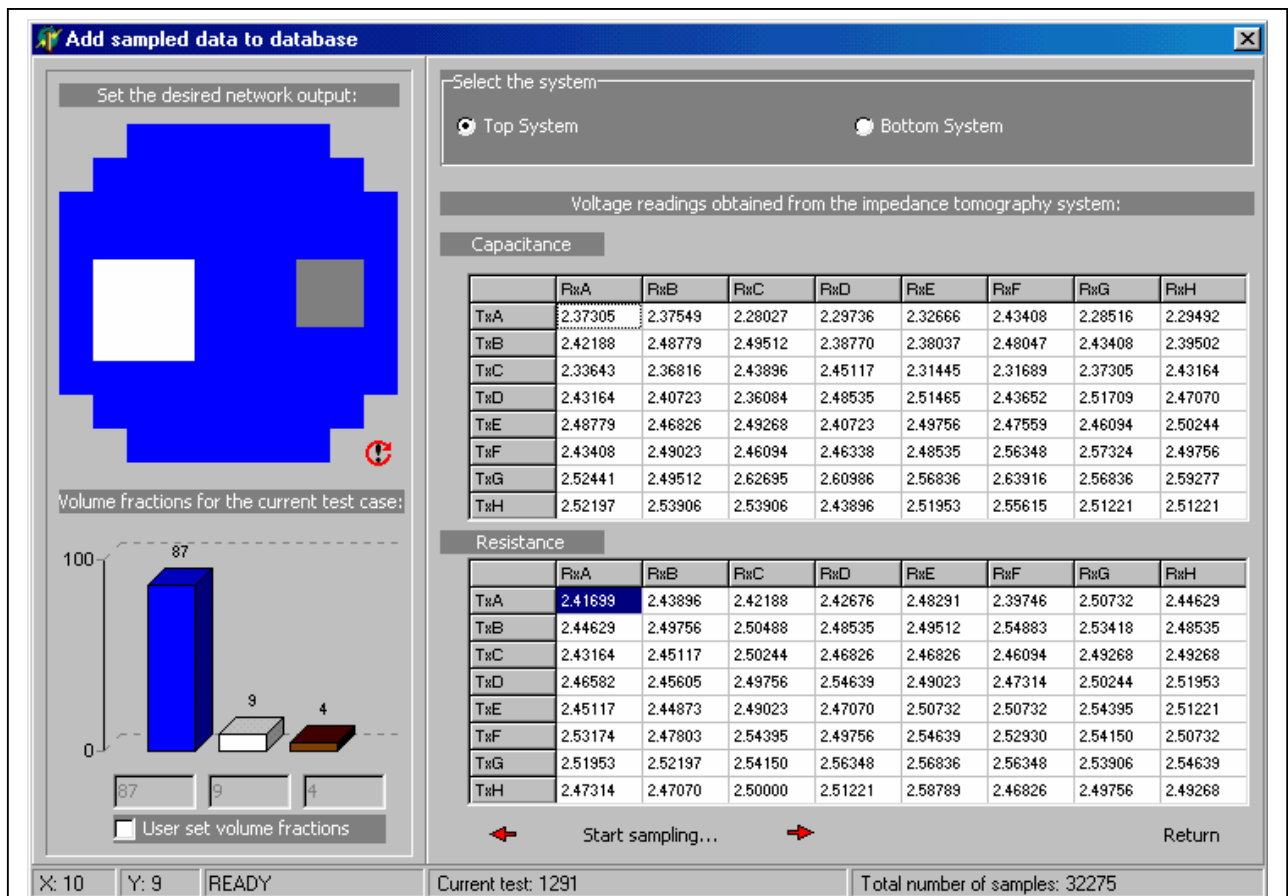 Add sampled data to database
Set the desired network output:
Volume fractions for the current test case:
100
87
9
4
0
87 9 4
User set volume fractions
Select the system
Top System Bottom System
Voltage readings obtained from the impedance tomography system:
Capacitance
RxA RxB RxC RxD RxE RxF RxG RxH
TxA 2.37305 2.37549 2.28027 2.29736 2.32666 2.43408 2.28516 2.29492
TxB 2.42188 2.48779 2.49512 2.38770 2.38037 2.48047 2.43408 2.39502
TxC 2.33643 2.36816 2.43896 2.45117 2.31445 2.31689 2.37305 2.43164
TxD 2.43164 2.40723 2.36084 2.48535 2.51465 2.43652 2.51709 2.47070
TxE 2.48779 2.46826 2.49268 2.40723 2.49756 2.47559 2.46094 2.50244
TxF 2.43408 2.49023 2.46094 2.46338 2.48535 2.56348 2.57324 2.49756
TxG 2.52441 2.49512 2.62695 2.60986 2.56836 2.63916 2.56836 2.59277
TxH 2.52197 2.53906 2.53906 2.43896 2.51953 2.55615 2.51221 2.51221
Resistance
RxA RxB RxC RxD RxE RxF RxG RxH
TxA 2.41699 2.43896 2.42188 2.42676 2.48291 2.39746 2.50732 2.44629
TxB 2.44629 2.49756 2.50488 2.48535 2.49512 2.54883 2.53418 2.48535
TxC 2.43164 2.45117 2.50244 2.46826 2.46826 2.46094 2.49268 2.49268
TxD 2.46582 2.45605 2.49756 2.54639 2.49023 2.47314 2.50244 2.51953
TxE 2.45117 2.44873 2.49023 2.47070 2.50732 2.50732 2.54395 2.51221
TxF 2.53174 2.47803 2.54395 2.49756 2.54639 2.52930 2.54150 2.50732
TxG 2.51953 2.52197 2.54150 2.56348 2.56836 2.56348 2.53906 2.54639
TxH 2.47314 2.47070 2.50000 2.51221 2.58789 2.46826 2.49756 2.49268
Start sampling... Return
X: 10 Y: 9 READY Current test: 1291 Total number of samples: 32275